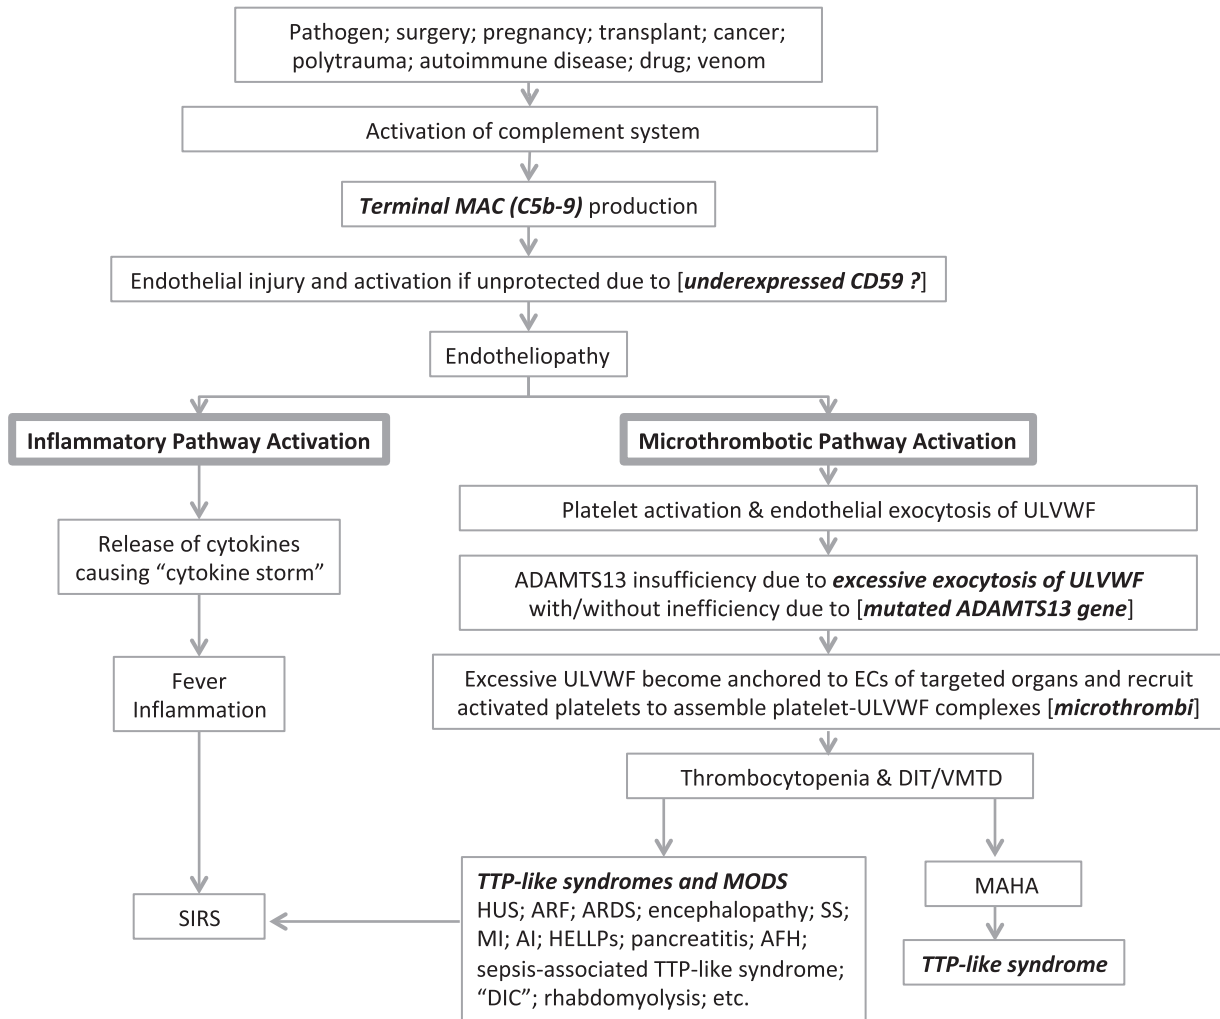 Pathogen; surgery; pregnancy; transplant; cancer;
polytrauma; autoimmune disease; drug; venom
Activation of complement system
Terminal MAC (C5b-9) production
Endothelial injury and activation if unprotected due to [underexpressed CD59 ?]
Endotheliopathy
Inflammatory Pathway Activation
Release of cytokines
causing “cytokine storm”
Fever
Inflammation
SIRS
Microthrombotic Pathway Activation
Platelet activation & endothelial exocytosis of ULVWF
ADAMTS13 insufficiency due to excessive exocytosis of ULVWF
with/without inefficiency due to [mutated ADAMTS13 gene]
Excessive ULVWF become anchored to ECs of targeted organs and recruit
activated platelets to assemble platelet-ULVWF complexes [microthrombi]
Thrombocytopenia & DIT/VMTD
TTP-like syndromes and MODS
HUS; ARF; ARDS; encephalopathy; SS;
MI; AI; HELLPs; pancreatitis; AFH;
sepsis-associated TTP-like syndrome;
“DIC”; rhabdomyolysis; etc.
MAHA
TTP-like syndrome